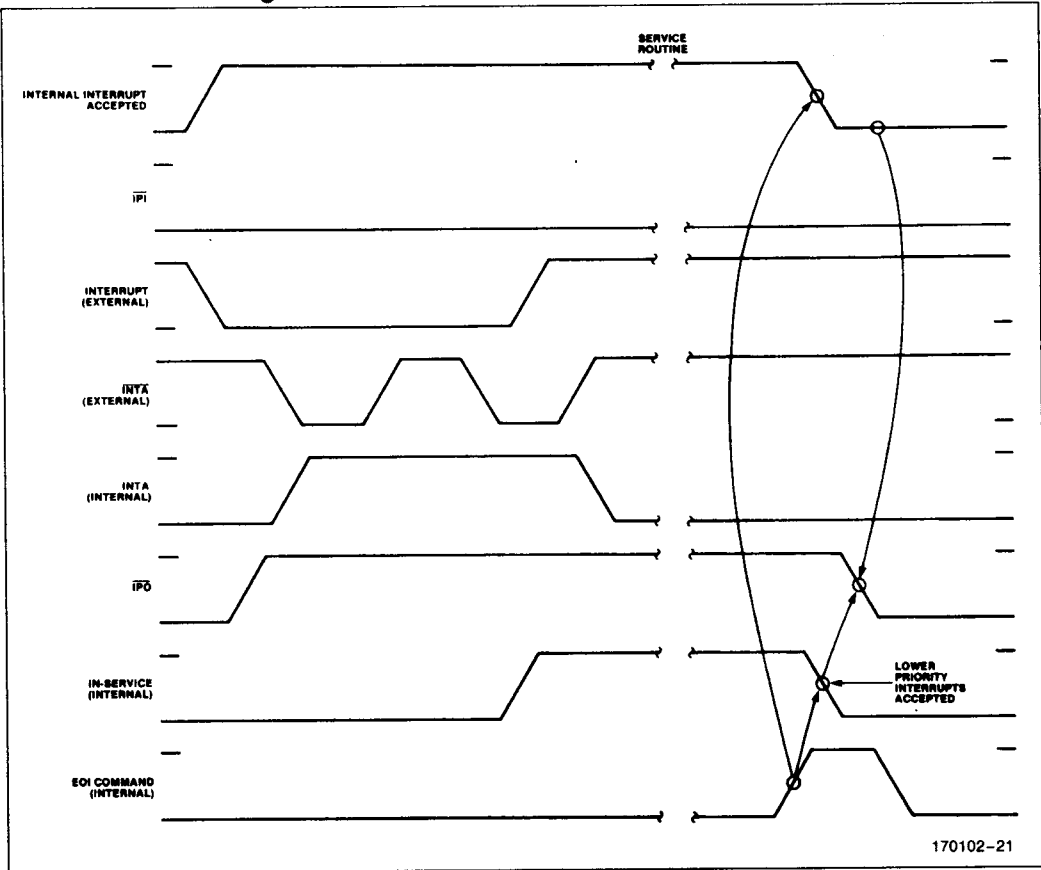 SERVICE
ROUTINE
INTERNAL INTERRUPT
ACCEPTED
IPI
INTERRUPT
(EXTERNAL)
INTA
(EXTERNAL)
INTA
(INTERNAL)
IPO
IN-SERVICE
(INTERNAL)
LOWER
PRIORITY
INTERRUPTS
ACCEPTED
EOI COMMAND
(INTERNAL)
170102-21